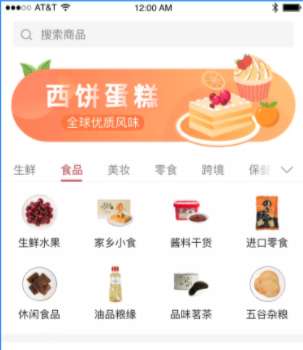 AT&T 12:00 AM
搜索商品
西饼蛋糕
全球优质风味
生鲜 食品 美妆 零食 跨境 保健
生鲜水果 家乡小食 酱料干货 进口零食
休闲食品 油品粮缘 品味茗茶 五谷杂粮